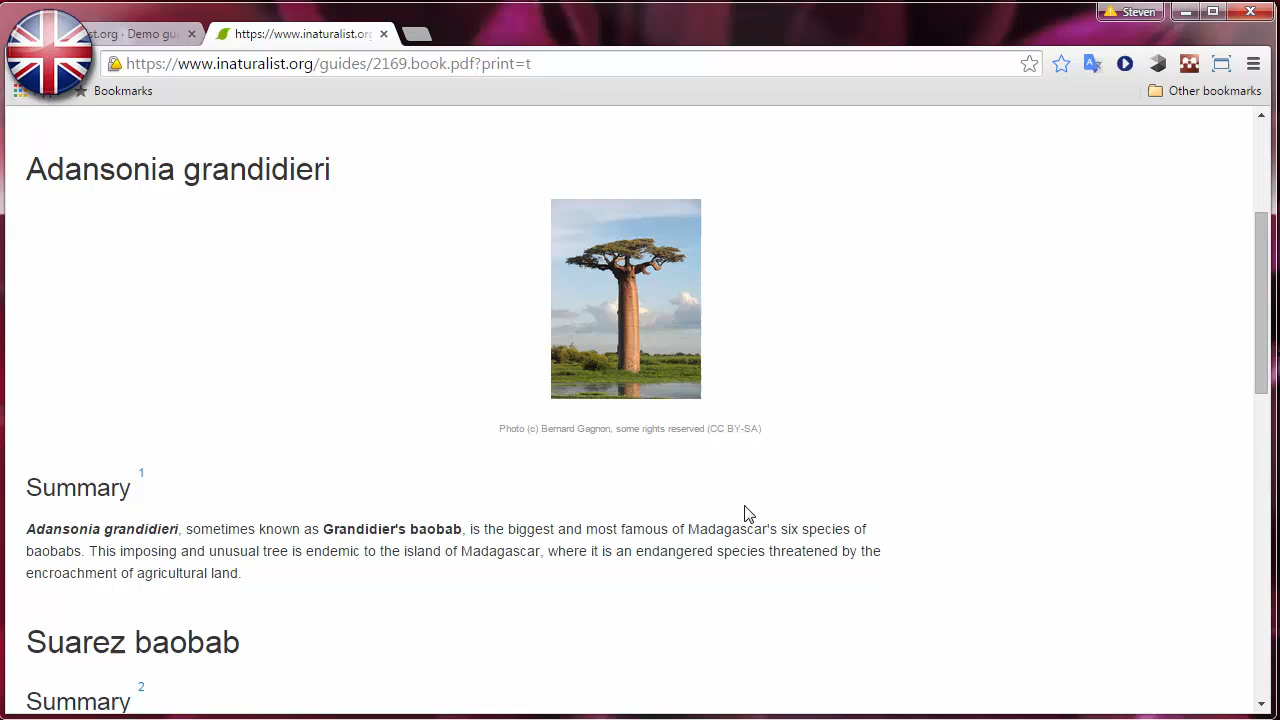 Steven
st.org · Demo gui
https://www.inaturalist.org
https://www.inaturalist.org/guides/2169.book.pdf?print=t
Bookmarks
Other bookmarks
Adansonia grandidieri
Photo (c) Bernard Gagnon, some rights reserved (CC BY-SA)
Summary 1
Adansonia grandidieri, sometimes known as Grandidier's baobab, is the biggest and most famous of Madagascar's six species of
baobabs. This imposing and unusual tree is endemic to the island of Madagascar, where it is an endangered species threatened by the
encroachment of agricultural land.
Suarez baobab
Summary 2